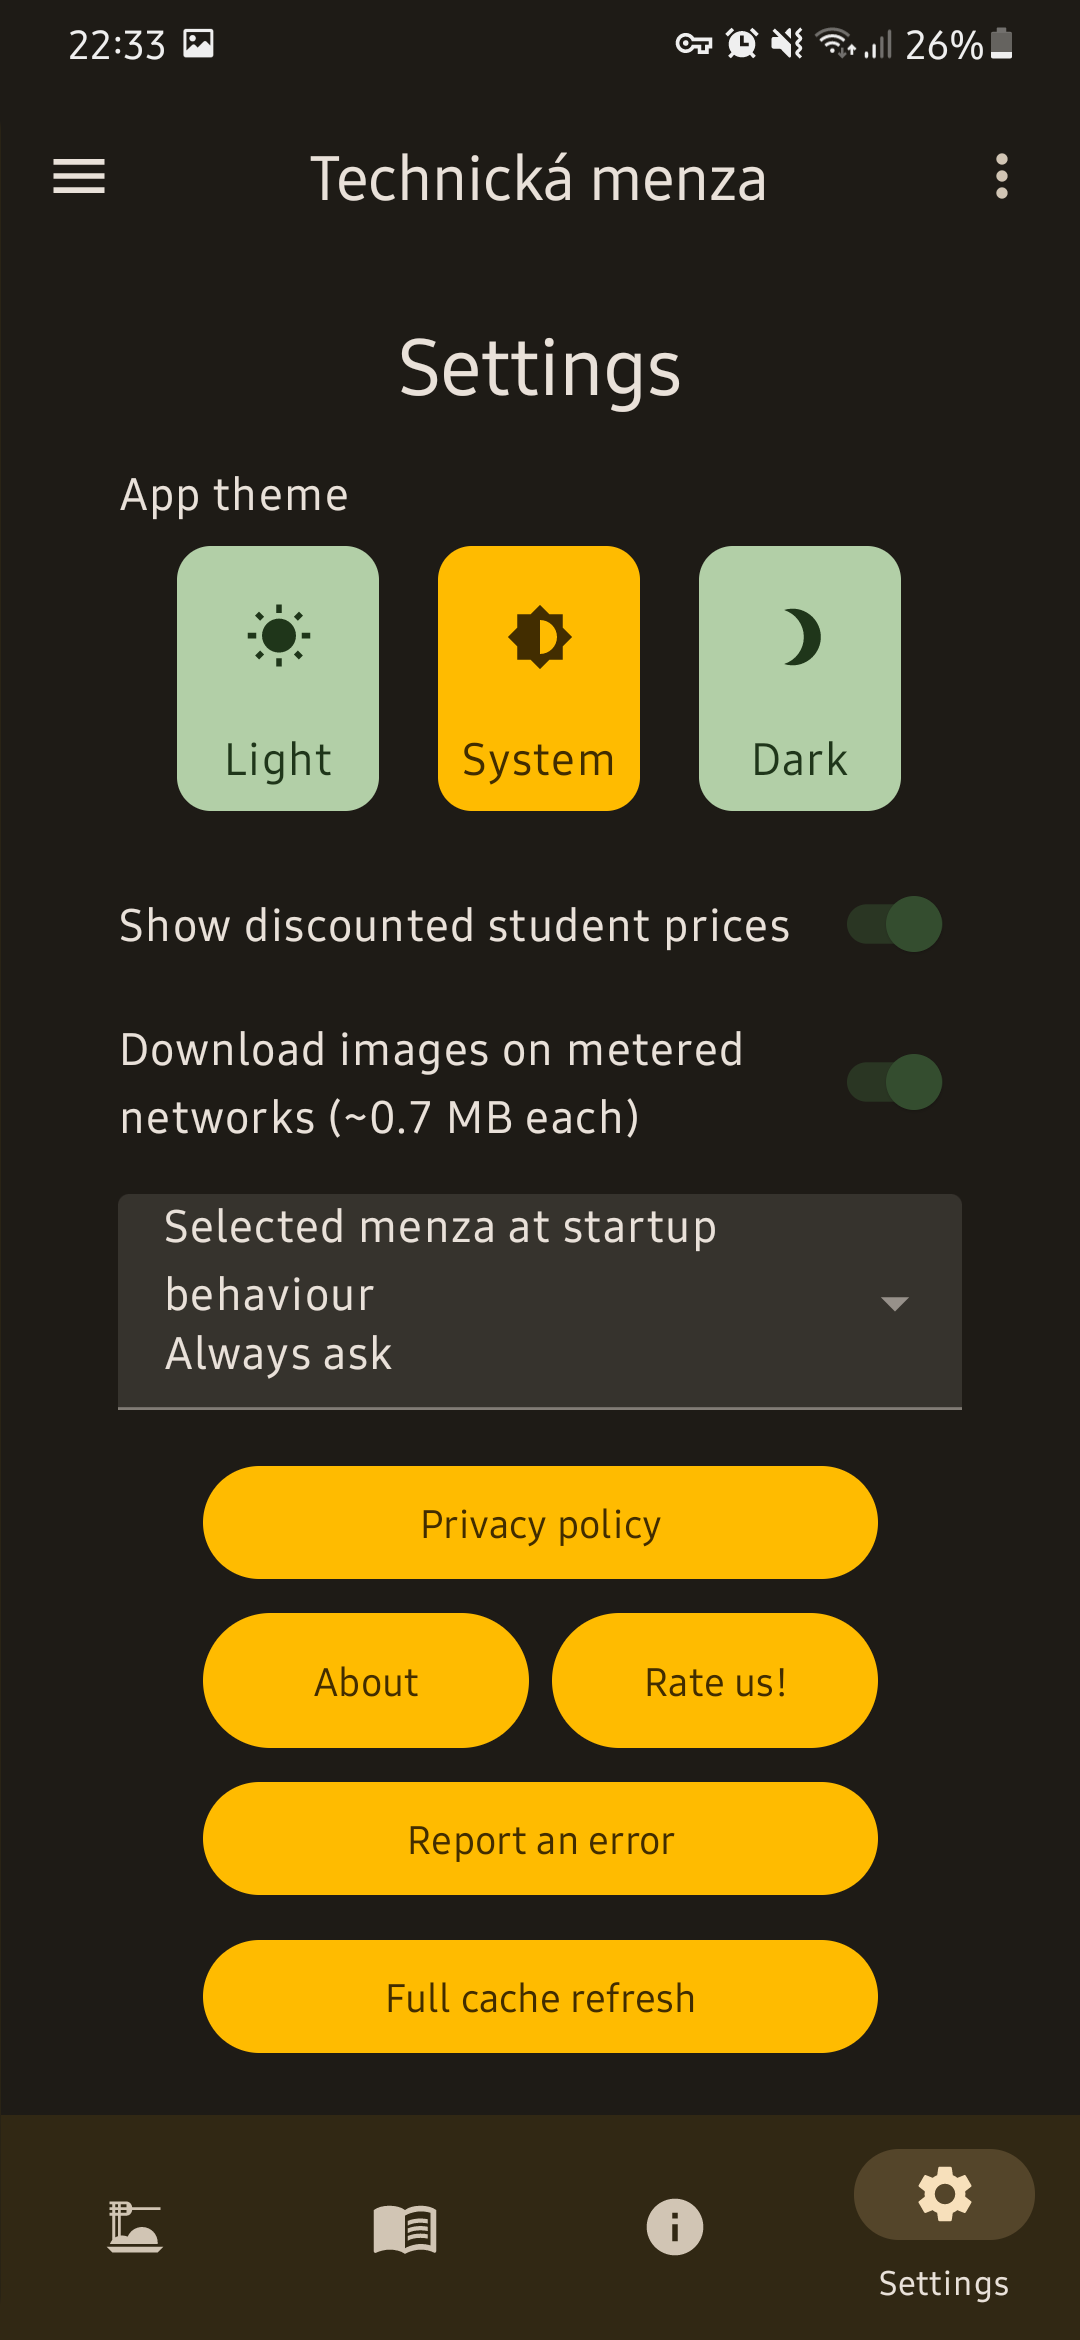 22:33
26%
Technická menza
Settings
App theme
Light
System
Dark
Show discounted student prices
Download images on metered
networks (~0.7 MB each)
Selected menza at startup
behaviour
Always ask
Privacy policy
About
Rate us!
Report an error
Full cache refresh
Settings